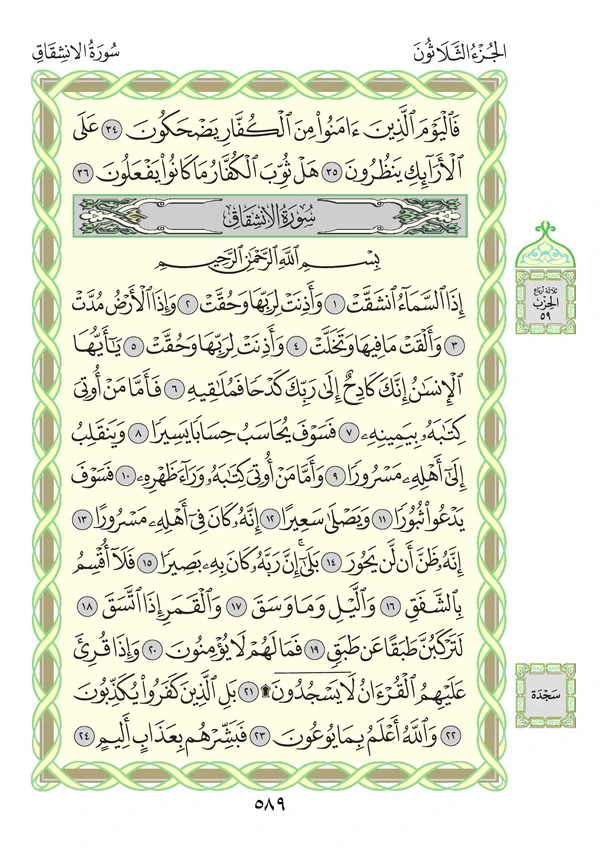 الجُزْءُ الثَّلَاثُونَ
سُورَةُ الانشِقَاقِ
فَٱلْيَوْمَ ٱلَّذِينَ ءَامَنُوا۟ مِنَ ٱلْكُفَّارِ يَضْحَكُونَ ٣٤ عَلَى
ٱلْأَرَآئِكِ يَنظُرُونَ ٣٥ هَلْ ثُوِّبَ ٱلْكُفَّارُ مَا كَانُوا۟ يَفْعَلُونَ ٣٦
سُورَةُ الانشِقَاقِ
بِسْمِ ٱللَّهِ ٱلرَّحْمَٰنِ ٱلرَّحِيمِ
إِذَا ٱلسَّمَآءُ ٱنشَقَّتْ ١ وَأَذِنَتْ لِرَبِّهَا وَحُقَّتْ ٢ وَإِذَا ٱلْأَرْضُ مُدَّتْ
٣ وَأَلْقَتْ مَا فِيهَا وَتَخَلَّتْ ٤ وَأَذِنَتْ لِرَبِّهَا وَحُقَّتْ ٥ يَٰٓأَيُّهَا
ٱلْإِنسَٰنُ إِنَّكَ كَادِحٌ إِلَىٰ رَبِّكَ كَدْحًا فَمُلَٰقِيهِ ٦ فَأَمَّا مَنْ أُوتِىَ
كِتَٰبَهُۥ بِيَمِينِهِۦ ٧ فَسَوْفَ يُحَاسَبُ حِسَابًا يَسِيرًا ٨ وَيَنقَلِبُ
إِلَىٰٓ أَهْلِهِۦ مَسْرُورًا ٩ وَأَمَّا مَنْ أُوتِىَ كِتَٰبَهُۥ وَرَآءَ ظَهْرِهِۦ ١٠ فَسَوْفَ
يَدْعُوا۟ ثُبُورًا ١١ وَيَصْلَىٰ سَعِيرًا ١٢ إِنَّهُۥ كَانَ فِىٓ أَهْلِهِۦ مَسْرُورًا ١٣
إِنَّهُۥ ظَنَّ أَن لَّن يَحُورَ ١٤ بَلَىٰٓ إِنَّ رَبَّهُۥ كَانَ بِهِۦ بَصِيرًا ١٥ فَلَآ أُقْسِمُ
بِٱلشَّفَقِ ١٦ وَٱلَّيْلِ وَمَا وَسَقَ ١٧ وَٱلْقَمَرِ إِذَا ٱتَّسَقَ ١٨
لَتَرْكَبُنَّ طَبَقًا عَن طَبَقٍ ١٩ فَمَا لَهُمْ لَا يُؤْمِنُونَ ٢٠ وَإِذَا قُرِئَ
عَلَيْهِمُ ٱلْقُرْءَانُ لَا يَسْجُدُونَ ۩ ٢١ بَلِ ٱلَّذِينَ كَفَرُوا۟ يُكَذِّبُونَ
٢٢ وَٱللَّهُ أَعْلَمُ بِمَا يُوعُونَ ٢٣ فَبَشِّرْهُم بِعَذَابٍ أَلِيمٍ ٢٤
ثلاثة أرباع
الحزب
٥٩
سَجْدَة
٥٨٩